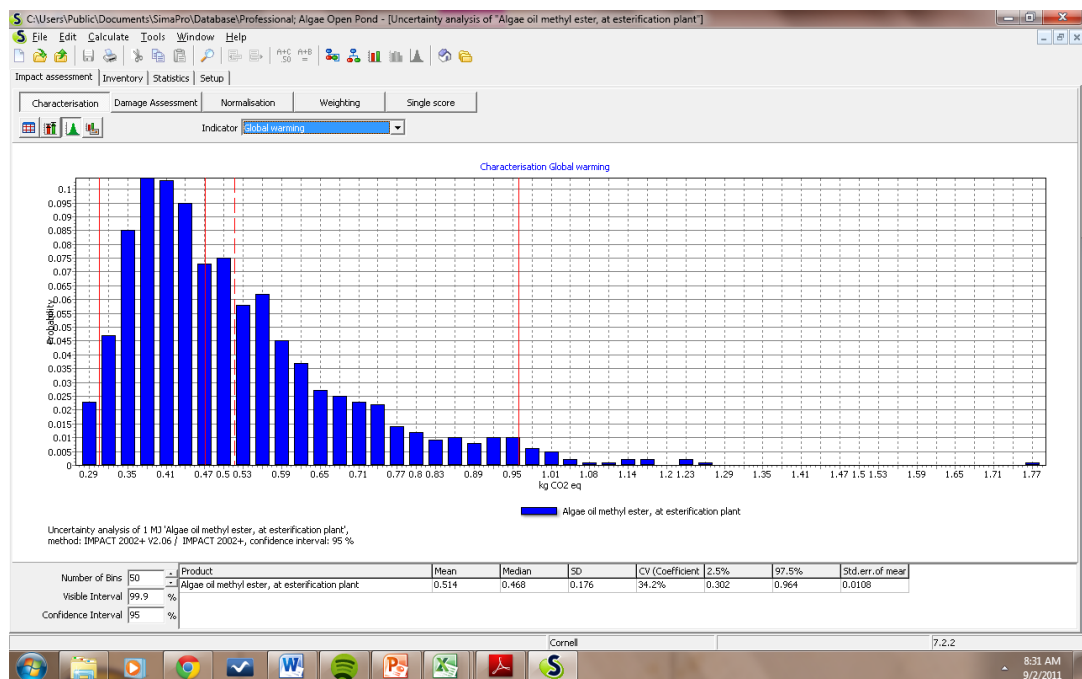 C:\Users\Public\Documents\SimaPro\Database\Professional; Algae Open Pond - [Uncertainty analysis of "Algae oil methyl ester, at esterification plant"]
File Edit Calculate Tools Window Help
A+C 50 A+B =
Impact assessment Inventory Statistics Setup
Characterisation Damage Assessment Normalisation Weighting Single score
Indicator Global warming
Characterisation Global warming
0.1
0.095
0.09
0.085
0.08
0.075
0.07
0.065
0.06
0.055
0.05
0.045
0.04
0.035
0.03
0.025
0.02
0.015
0.01
0.005
0
Probability
0.29 0.35 0.41 0.47 0.5 0.53 0.59 0.65 0.71 0.77 0.8 0.83 0.89 0.95 1.01 1.08 1.14 1.2 1.23 1.29 1.35 1.41 1.47 1.5 1.53 1.59 1.65 1.71 1.77
kg CO2 eq
Algae oil methyl ester, at esterification plant
Uncertainty analysis of 1 MJ 'Algae oil methyl ester, at esterification plant',
method: IMPACT 2002+ V2.06 / IMPACT 2002+, confidence interval: 95 %
Number of Bins 50
Visible Interval 99.9 %
Confidence Interval 95 %
Product Mean Median SD CV (Coefficient 2.5% 97.5% Std.err.of mear
Algae oil methyl ester, at esterification plant 0.514 0.468 0.176 34.2% 0.302 0.964 0.0108
Cornell 7.2.2
8:31 AM
9/2/2011